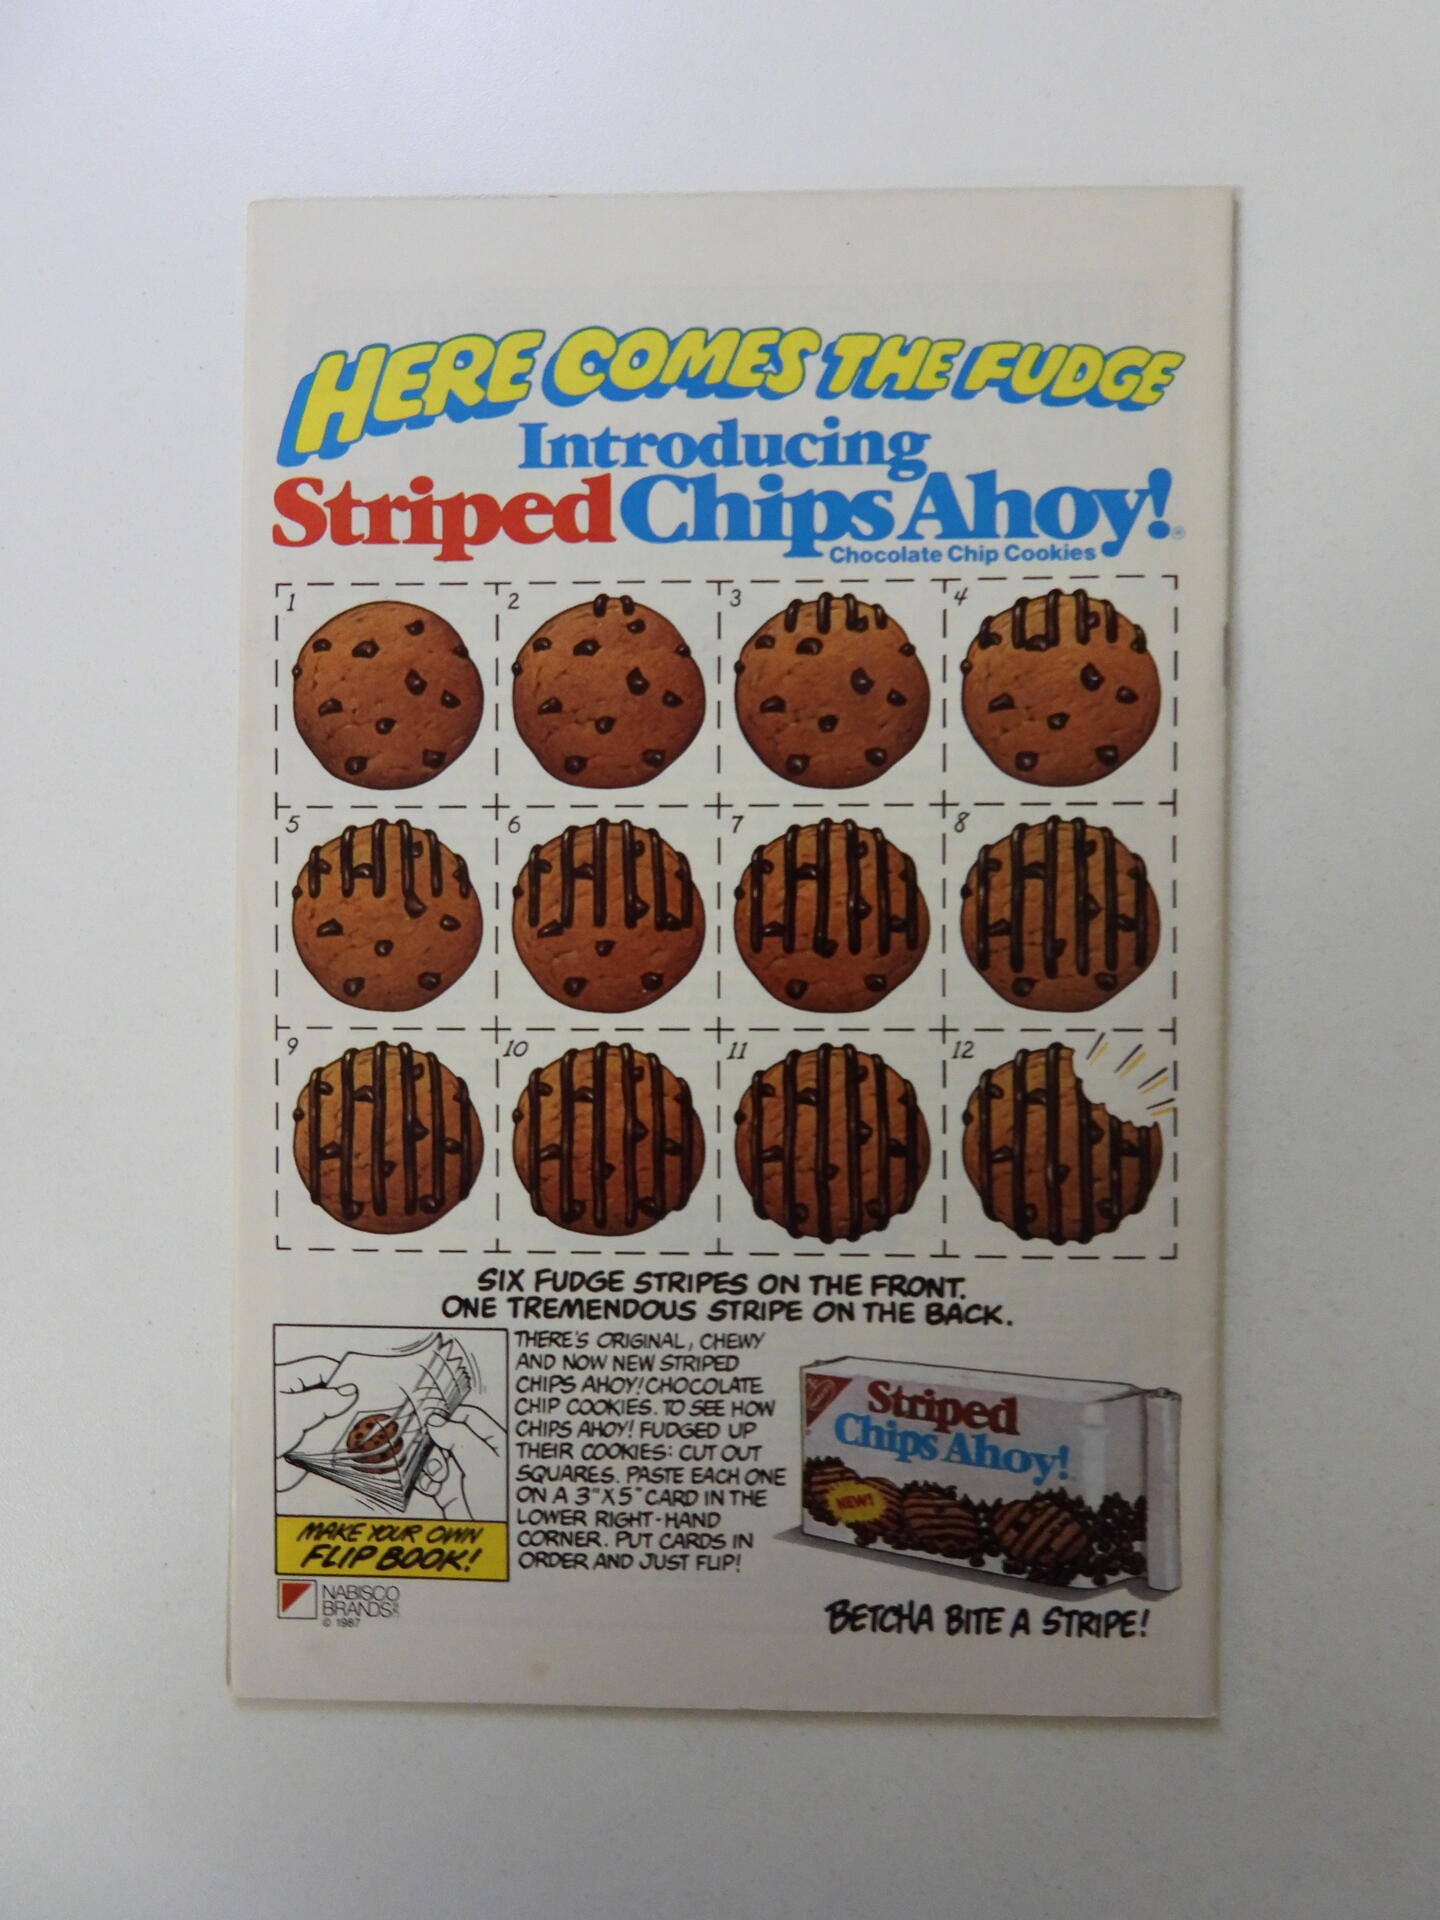 HERE COMES THE FUDGE
Introducing
Striped Chips Ahoy!®
Chocolate Chip Cookies
1 2 3 4
5 6 7 8
9 10 11 12
SIX FUDGE STRIPES ON THE FRONT.
ONE TREMENDOUS STRIPE ON THE BACK.
THERE'S ORIGINAL, CHEWY
AND NOW NEW STRIPED
CHIPS AHOY! CHOCOLATE
CHIP COOKIES. TO SEE HOW
CHIPS AHOY! FUDGED UP
THEIR COOKIES: CUT OUT
SQUARES. PASTE EACH ONE
ON A 3"X5" CARD IN THE
LOWER RIGHT-HAND
CORNER. PUT CARDS IN
ORDER AND JUST FLIP!
MAKE YOUR OWN
FLIP BOOK!
Striped
Chips Ahoy!
NEW!
NABISCO
BRANDS
© 1987
BETCHA BITE A STRIPE!